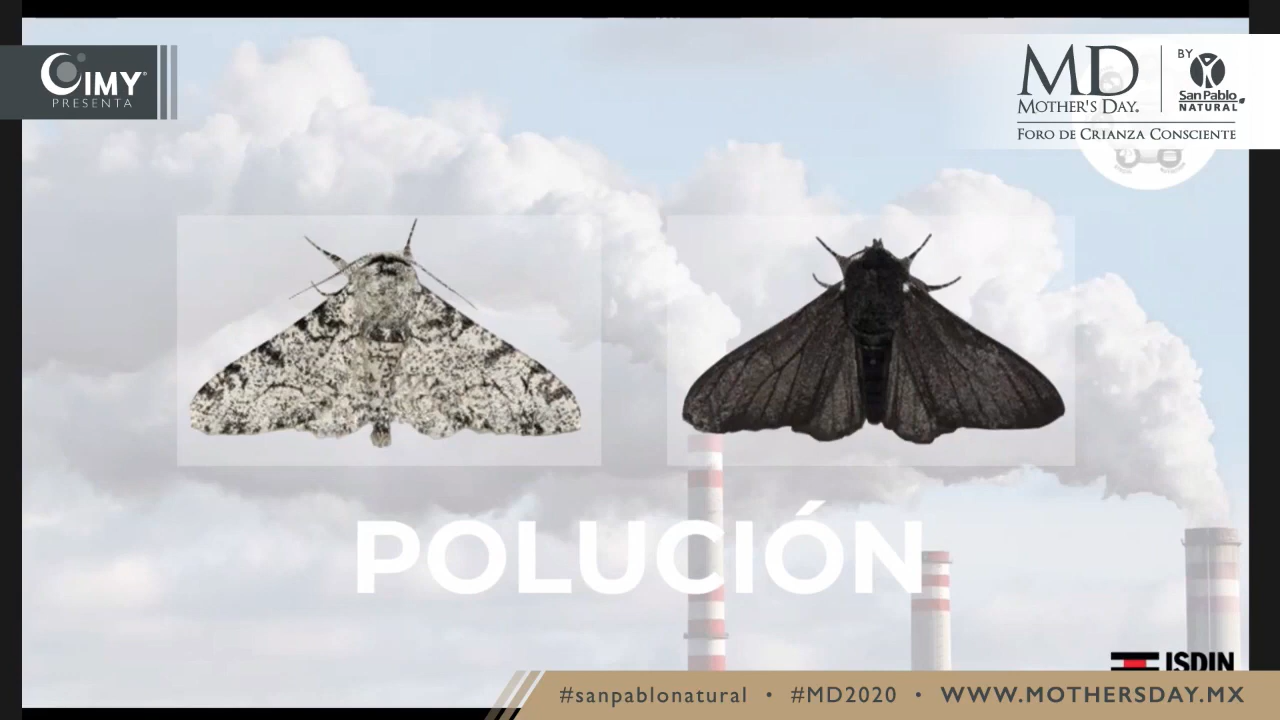 CIMY
PRESENTA
MD
MOTHER'S DAY.
BY
San Pablo
NATURAL
FORO DE CRIANZA CONSCIENTE
POLUCIÓN
ISDIN
#sanpablonatural • #MD2020 • WWW.MOTHERSDAY.MX